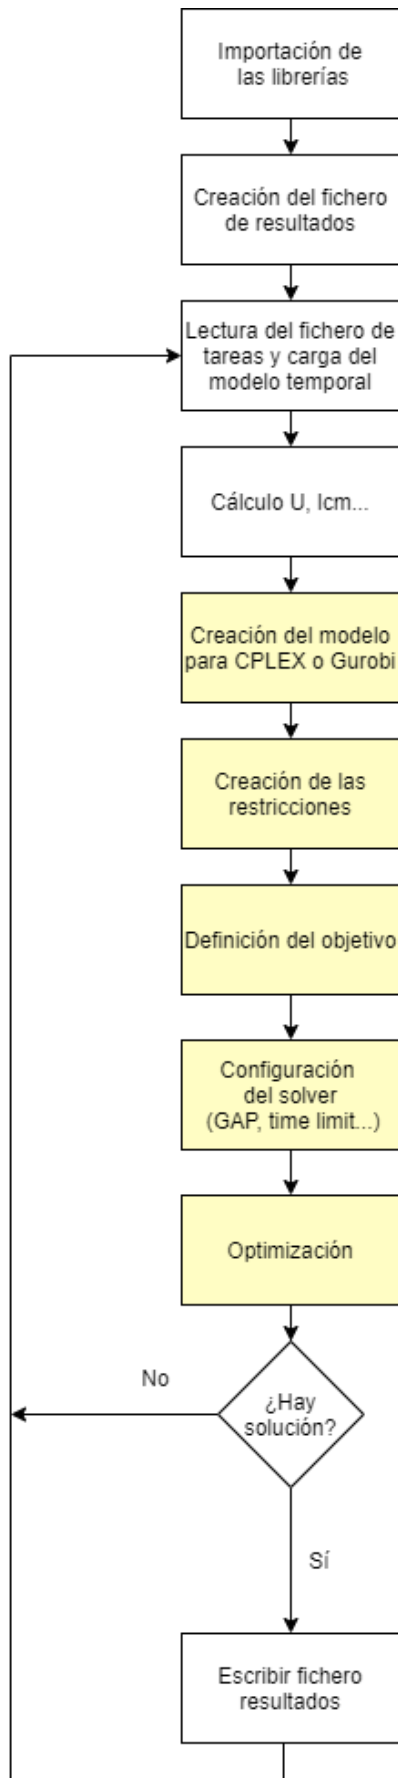 Importación de
las librerías
Creación del fichero
de resultados
Lectura del fichero de
tareas y carga del
modelo temporal
Cálculo U, lcm...
Creación del modelo
para CPLEX o Gurobi
Creación de las
restricciones
Definición del objetivo
Configuración
del solver
(GAP, time limit...)
Optimización
No
¿Hay
solución?
Sí
Escribir fichero
resultados